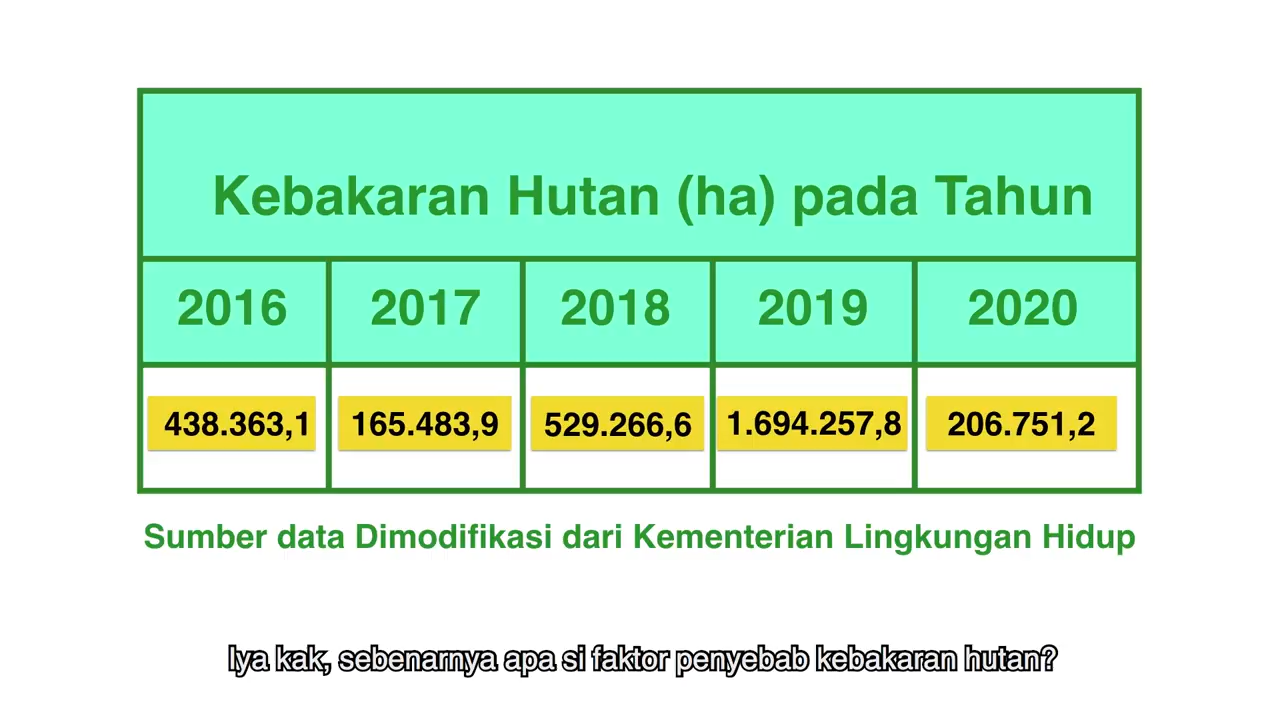 Kebakaran Hutan (ha) pada Tahun
2016 2017 2018 2019 2020
438.363,1 165.483,9 529.266,6 1.694.257,8 206.751,2
Sumber data Dimodifikasi dari Kementerian Lingkungan Hidup
Iya kak, sebenarnya apa si faktor penyebab kebakaran hutan?